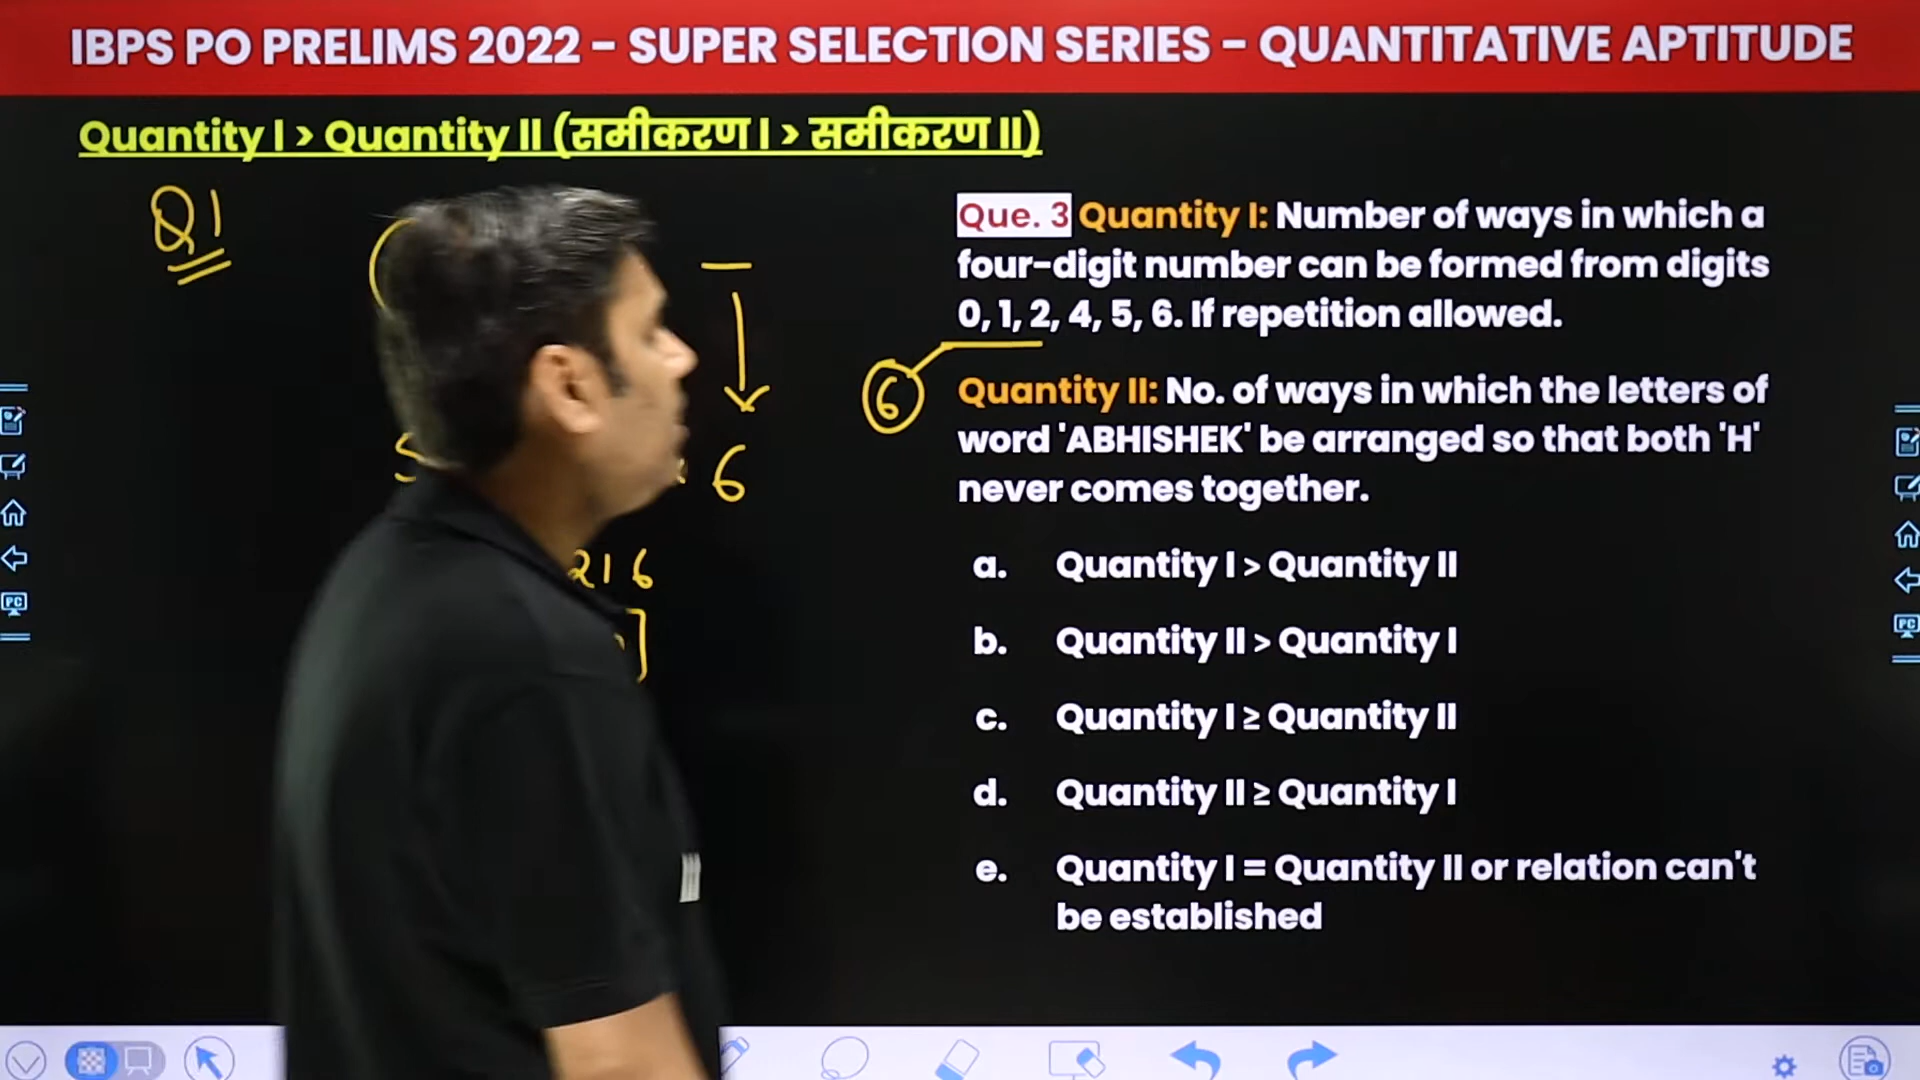 IBPS PO PRELIMS 2022 - SUPER SELECTION SERIES - QUANTITATIVE APTITUDE
Quantity I > Quantity II (समीकरण I > समीकरण II)
Q1
6
216
Que. 3 Quantity I: Number of ways in which a
four-digit number can be formed from digits
0, 1, 2, 4, 5, 6. If repetition allowed.
6
Quantity II: No. of ways in which the letters of
word 'ABHISHEK' be arranged so that both 'H'
never comes together.
a. Quantity I > Quantity II
b. Quantity II > Quantity I
c. Quantity I ≥ Quantity II
d. Quantity II ≥ Quantity I
e. Quantity I = Quantity II or relation can't
be established
PC
PC